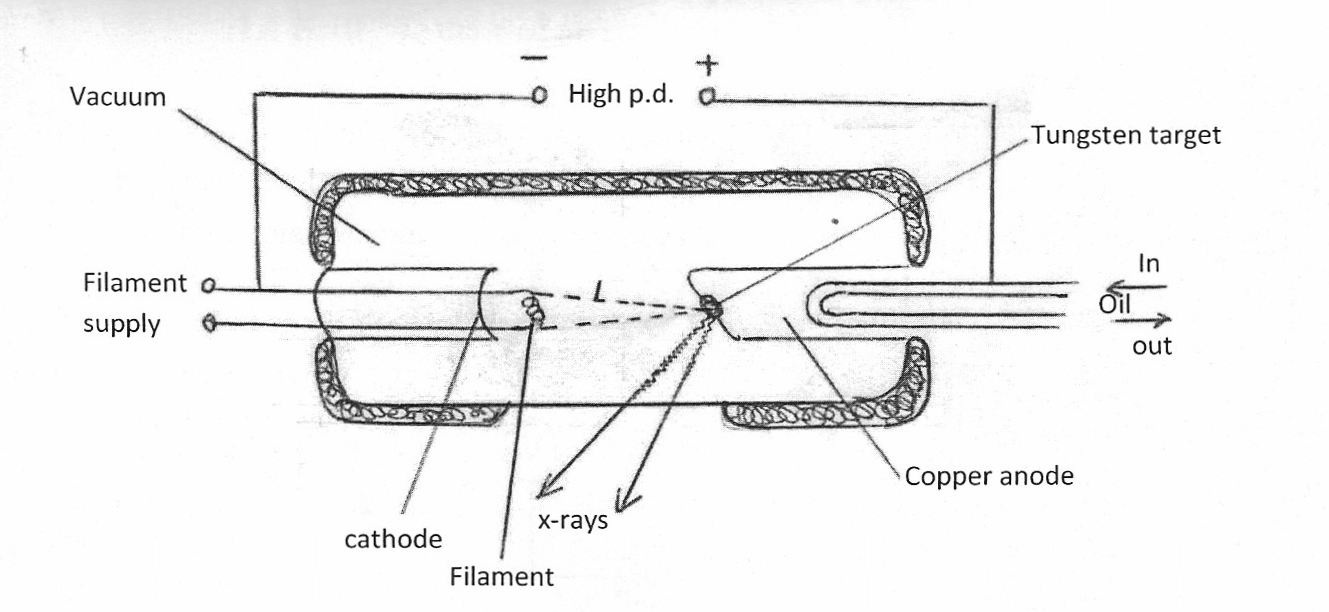 − +
Vacuum
High p.d.
Tungsten target
Filament
supply
L
In
Oil
out
Copper anode
x-rays
cathode
Filament